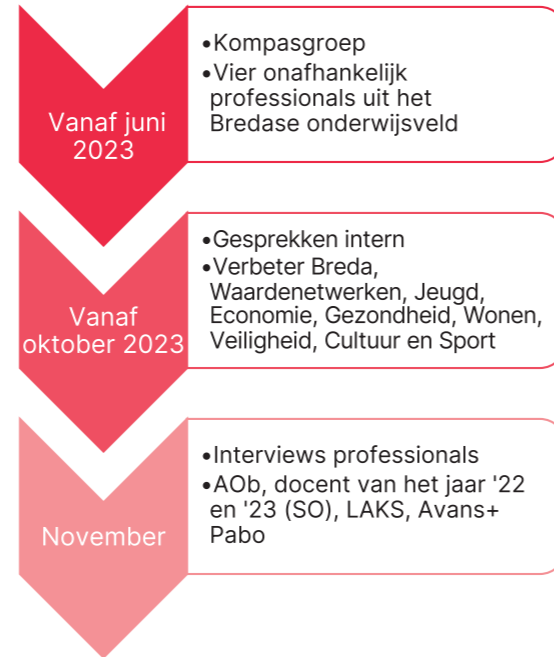 Vanaf juni
2023
•Kompasgroep
•Vier onafhankelijk
professionals uit het
Bredase onderwijsveld
Vanaf
oktober 2023
•Gesprekken intern
•Verbeter Breda,
Waardenetwerken, Jeugd,
Economie, Gezondheid, Wonen,
Veiligheid, Cultuur en Sport
November
•Interviews professionals
•AOb, docent van het jaar '22
en '23 (SO), LAKS, Avans+
Pabo